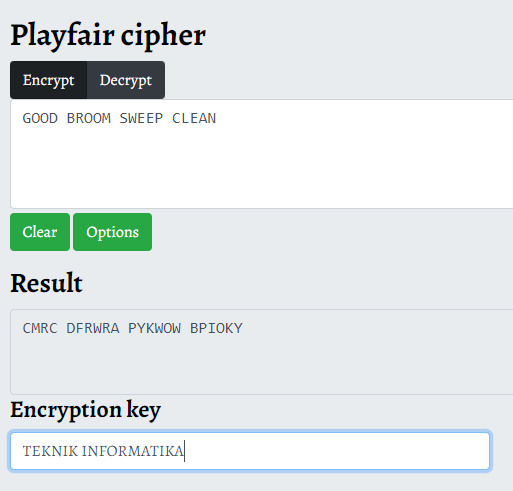 Playfair cipher
Encrypt Decrypt
GOOD BROOM SWEEP CLEAN
Clear Options
Result
CMRC DFRWRA PYKWOW BPIOKY
Encryption key
TEKNIK INFORMATIKA